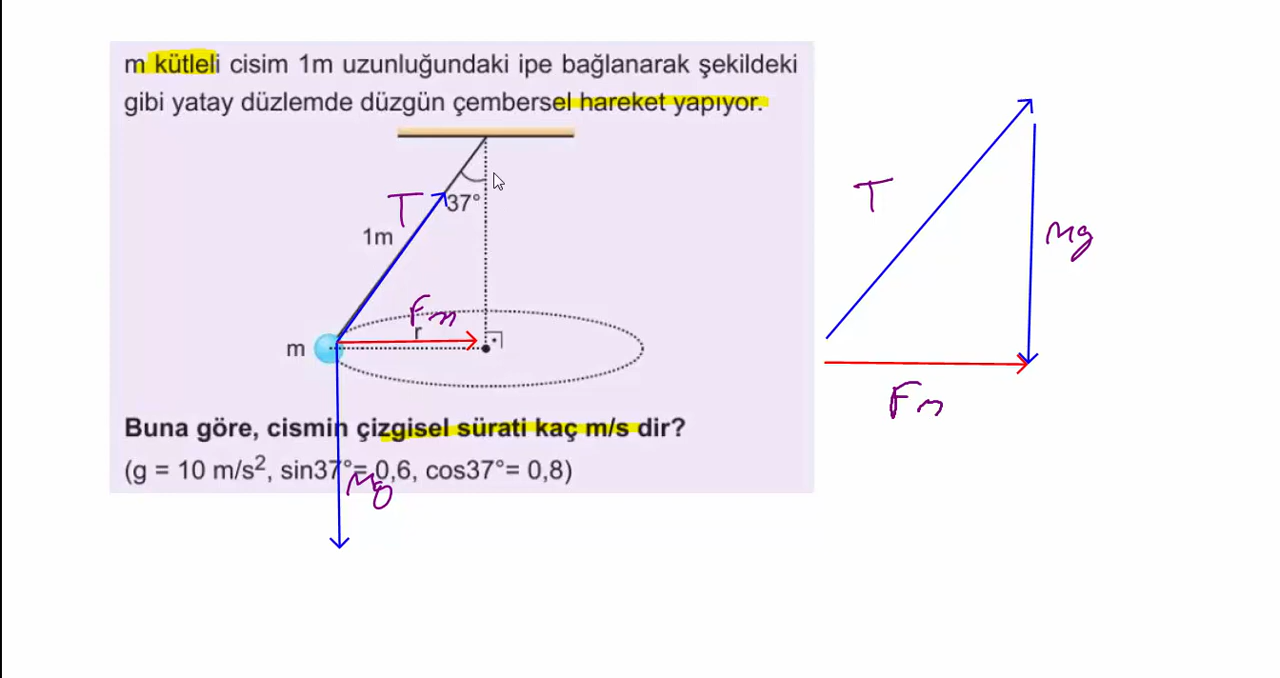 m kütleli cisim 1m uzunluğundaki ipe bağlanarak şekildeki
gibi yatay düzlemde düzgün çembersel hareket yapıyor.
T
37°
1m
Fm
r
m
T
Mg
Fm
Buna göre, cismin çizgisel sürati kaç m/s dir?
(g = 10 m/s², sin37°= 0,6, cos37°= 0,8)
Mg